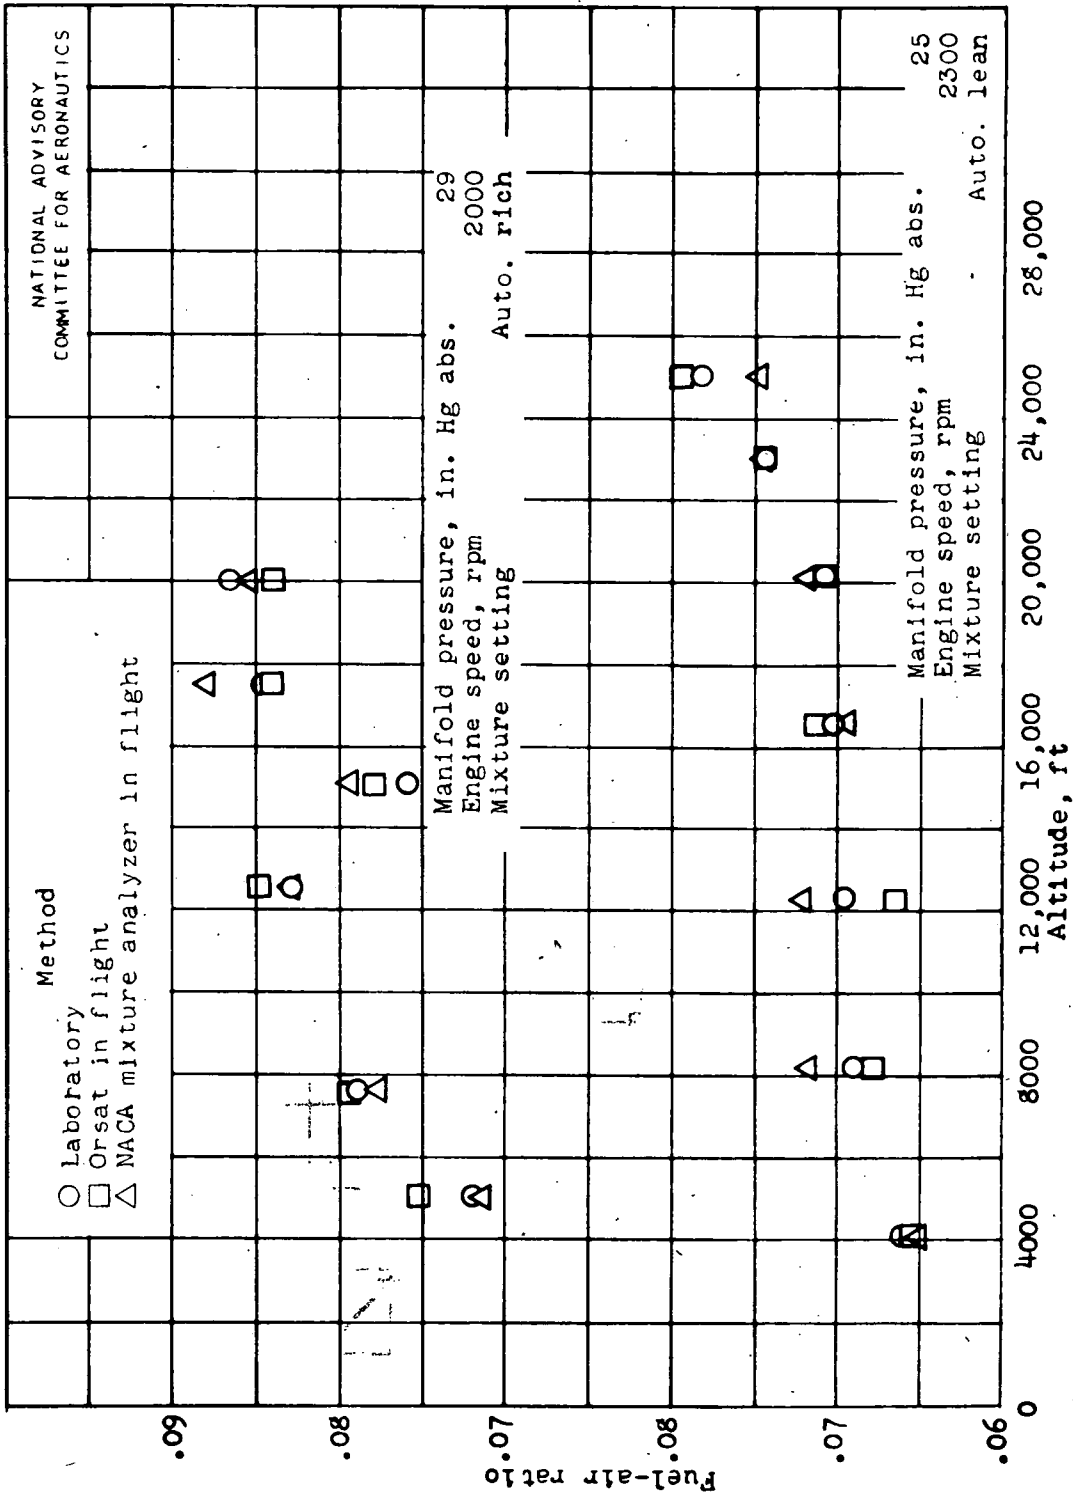 NATIONAL ADVISORY
COMMITTEE FOR AERONAUTICS
Method
Laboratory
Orsat in flight
NACA mixture analyzer in flight
.09
.08
.07
Manifold pressure, in. Hg abs. 29
Engine speed, rpm 2000
Mixture setting Auto. rich
Fuel-air ratio
.08
.07
.06
Manifold pressure, in. Hg abs. 25
Engine speed, rpm 2300
Mixture setting Auto. lean
0 4000 8000 12,000 16,000 20,000 24,000 28,000
Altitude, ft